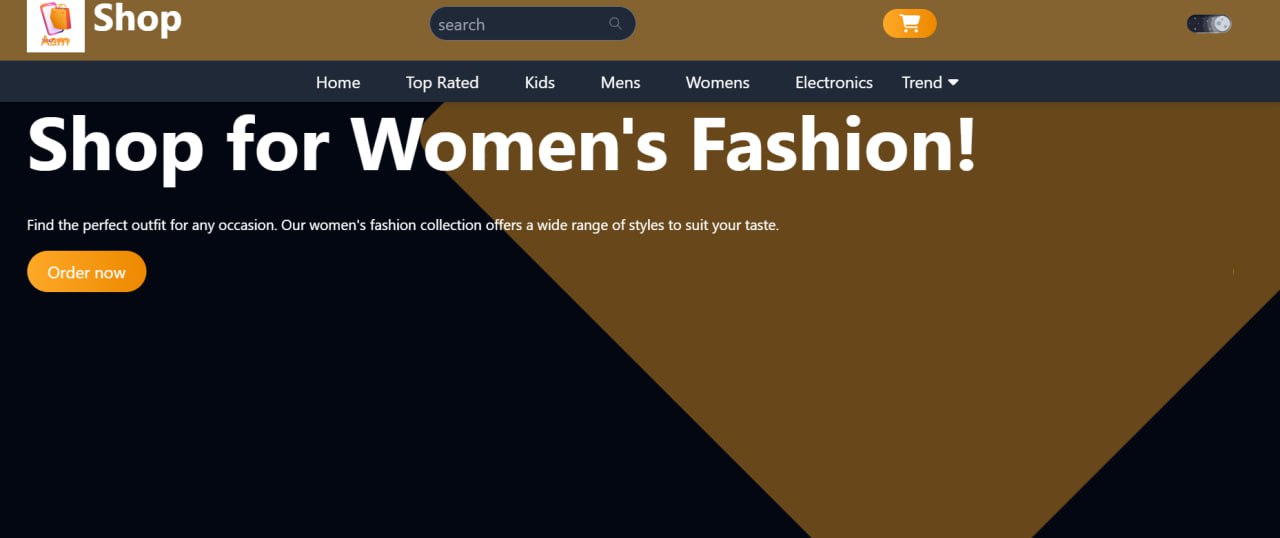 Shop
search
Home Top Rated Kids Mens Womens Electronics Trend
Shop for Women's Fashion!
Find the perfect outfit for any occasion. Our women's fashion collection offers a wide range of styles to suit your taste.
Order now